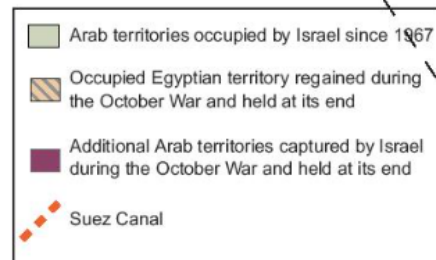 Arab territories occupied by Israel since 1967
Occupied Egyptian territory regained during
the October War and held at its end
Additional Arab territories captured by Israel
during the October War and held at its end
Suez Canal